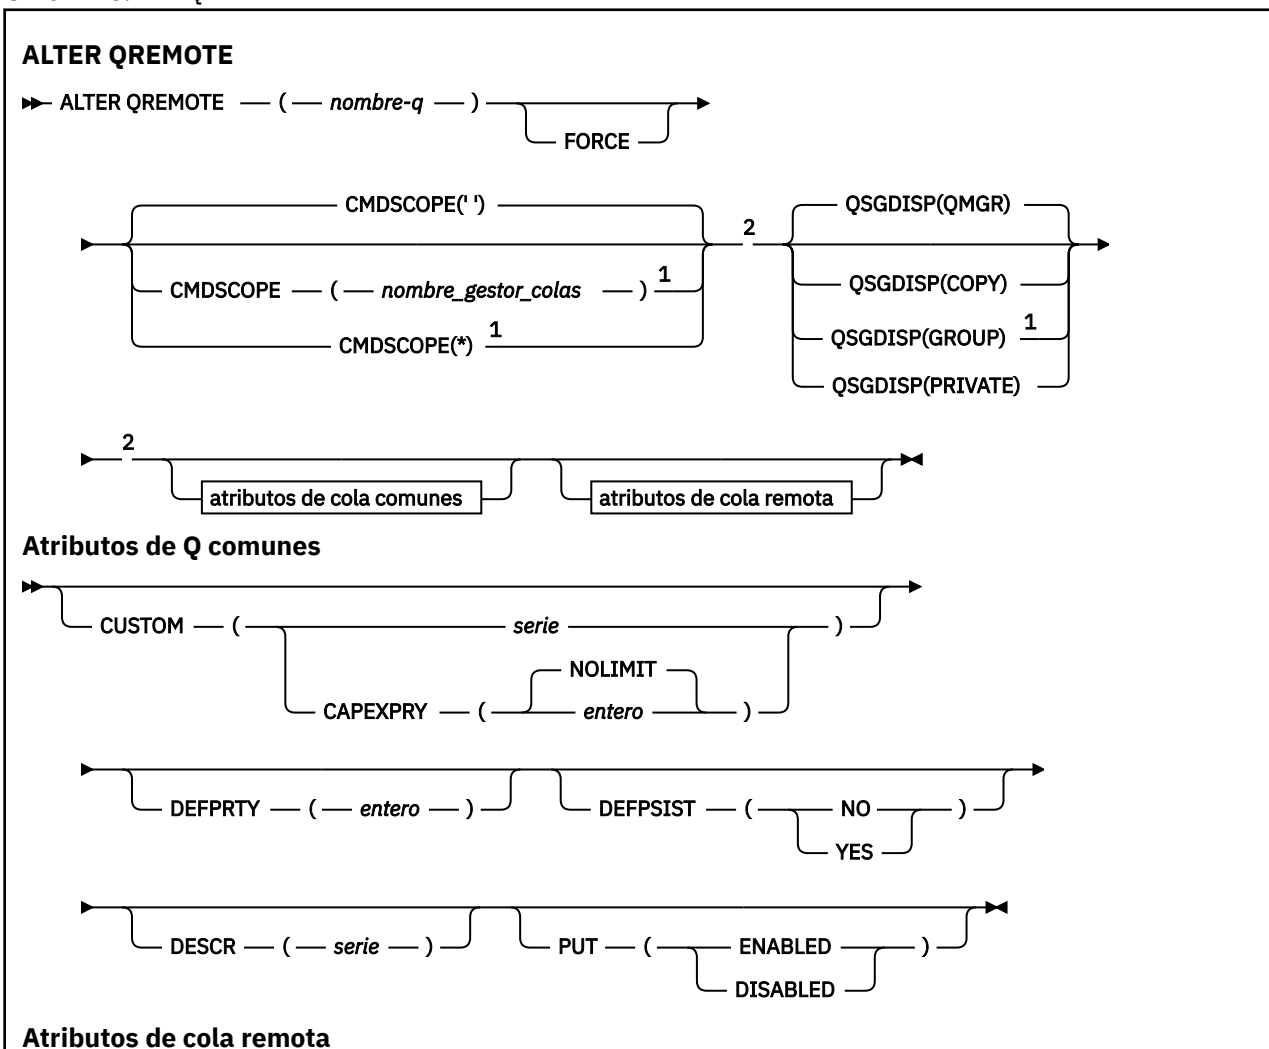 ALTER QREMOTE
ALTER QREMOTE ( nombre-q )
FORCE
CMDSCOPE(' ')
CMDSCOPE ( nombre_gestor_colas ) 1
CMDSCOPE(*) 1
2
QSGDISP(QMGR)
QSGDISP(COPY)
QSGDISP(GROUP) 1
QSGDISP(PRIVATE)
2
atributos de cola comunes
atributos de cola remota
Atributos de Q comunes
CUSTOM ( serie )
CAPEXPRY ( NOLIMIT
entero )
DEFPRTY ( entero )
DEFPSIST ( NO )
YES
DESCR ( serie )
PUT ( ENABLED )
DISABLED
Atributos de cola remota